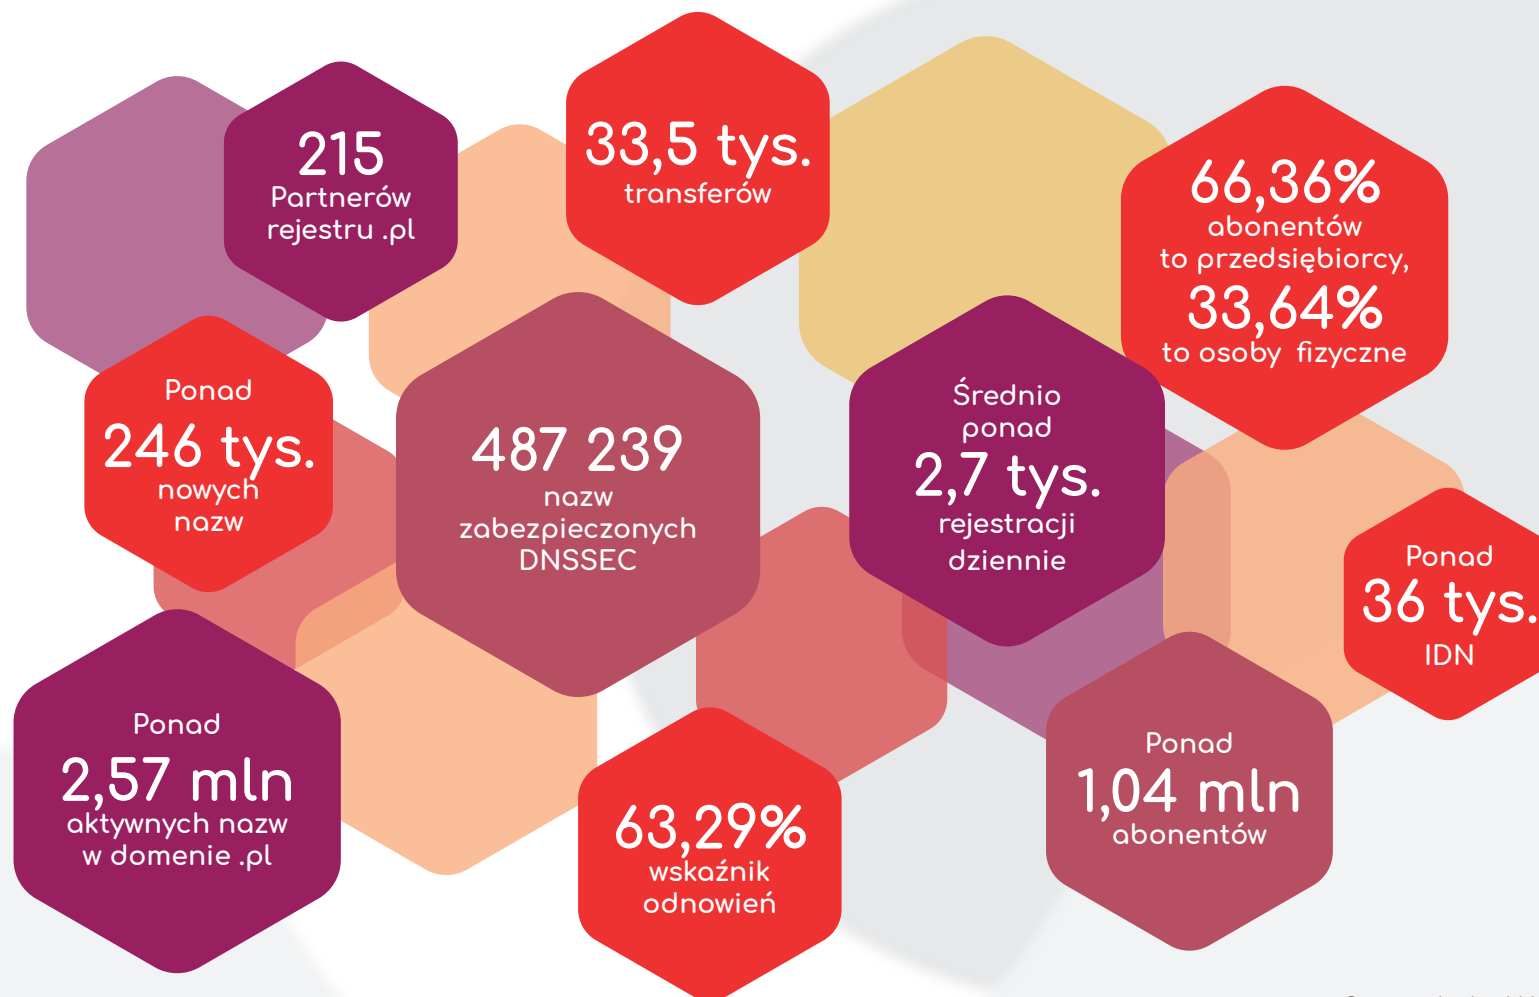 215
Partnerów
rejestru .pl
33,5 tys.
transferów
66,36%
abonentów
to przedsiębiorcy,
33,64%
to osoby fizyczne
Ponad
246 tys.
nowych
nazw
487 239
nazw
zabezpieczonych
DNSSEC
Średnio
ponad
2,7 tys.
rejestracji
dziennie
Ponad
36 tys.
IDN
Ponad
2,57 mln
aktywnych nazw
w domenie .pl
63,29%
wskaźnik
odnowień
Ponad
1,04 mln
abonentów